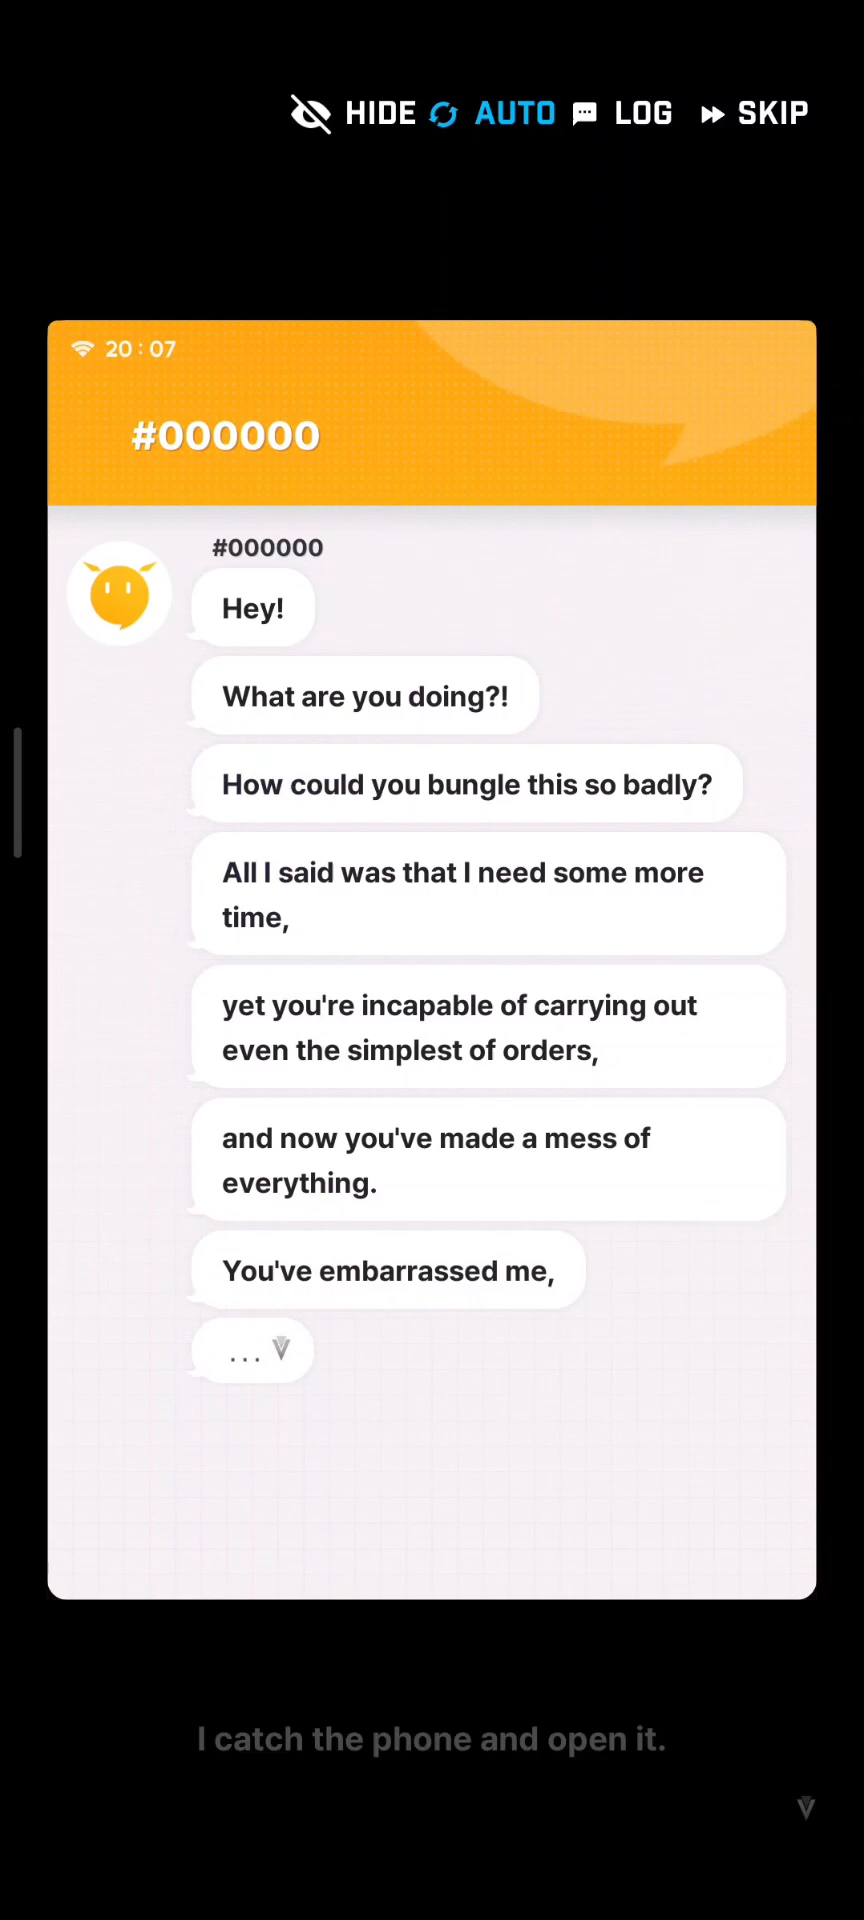 HIDE AUTO LOG SKIP
20:07
#000000
#000000
Hey!
What are you doing?!
How could you bungle this so badly?
All I said was that I need some more
time,
yet you're incapable of carrying out
even the simplest of orders,
and now you've made a mess of
everything.
You've embarrassed me,
...
I catch the phone and open it.